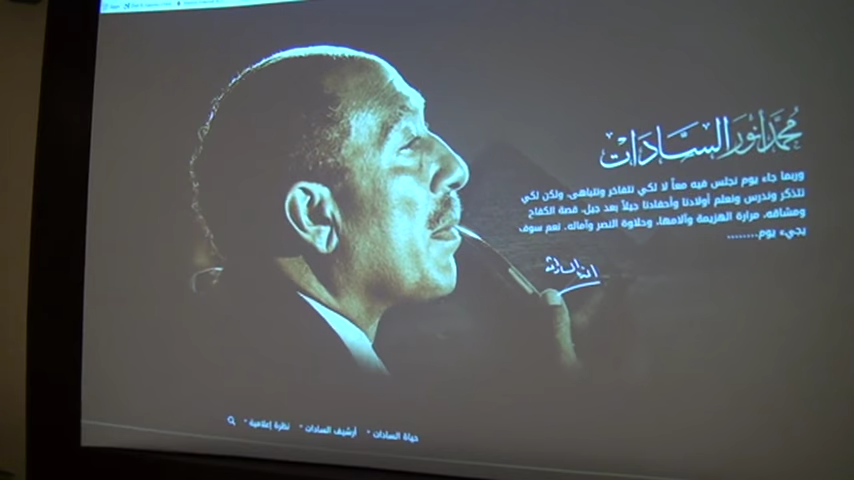 محمد أنور السادات
وربما جاء يوم نجلس فيه معاً لا لكي نتفاخر ونتباهى، ولكن لكي
نتذكر وندرس ونعلم أولادنا وأحفادنا جيلاً بعد جيل، قصة الكفاح
ومشاقه، مرارة الهزيمة وآلامها، وحلاوة النصر وآماله. نعم سوف
يجيء يوم........
حياة السادات
أرشيف السادات
نظرة إعلامية